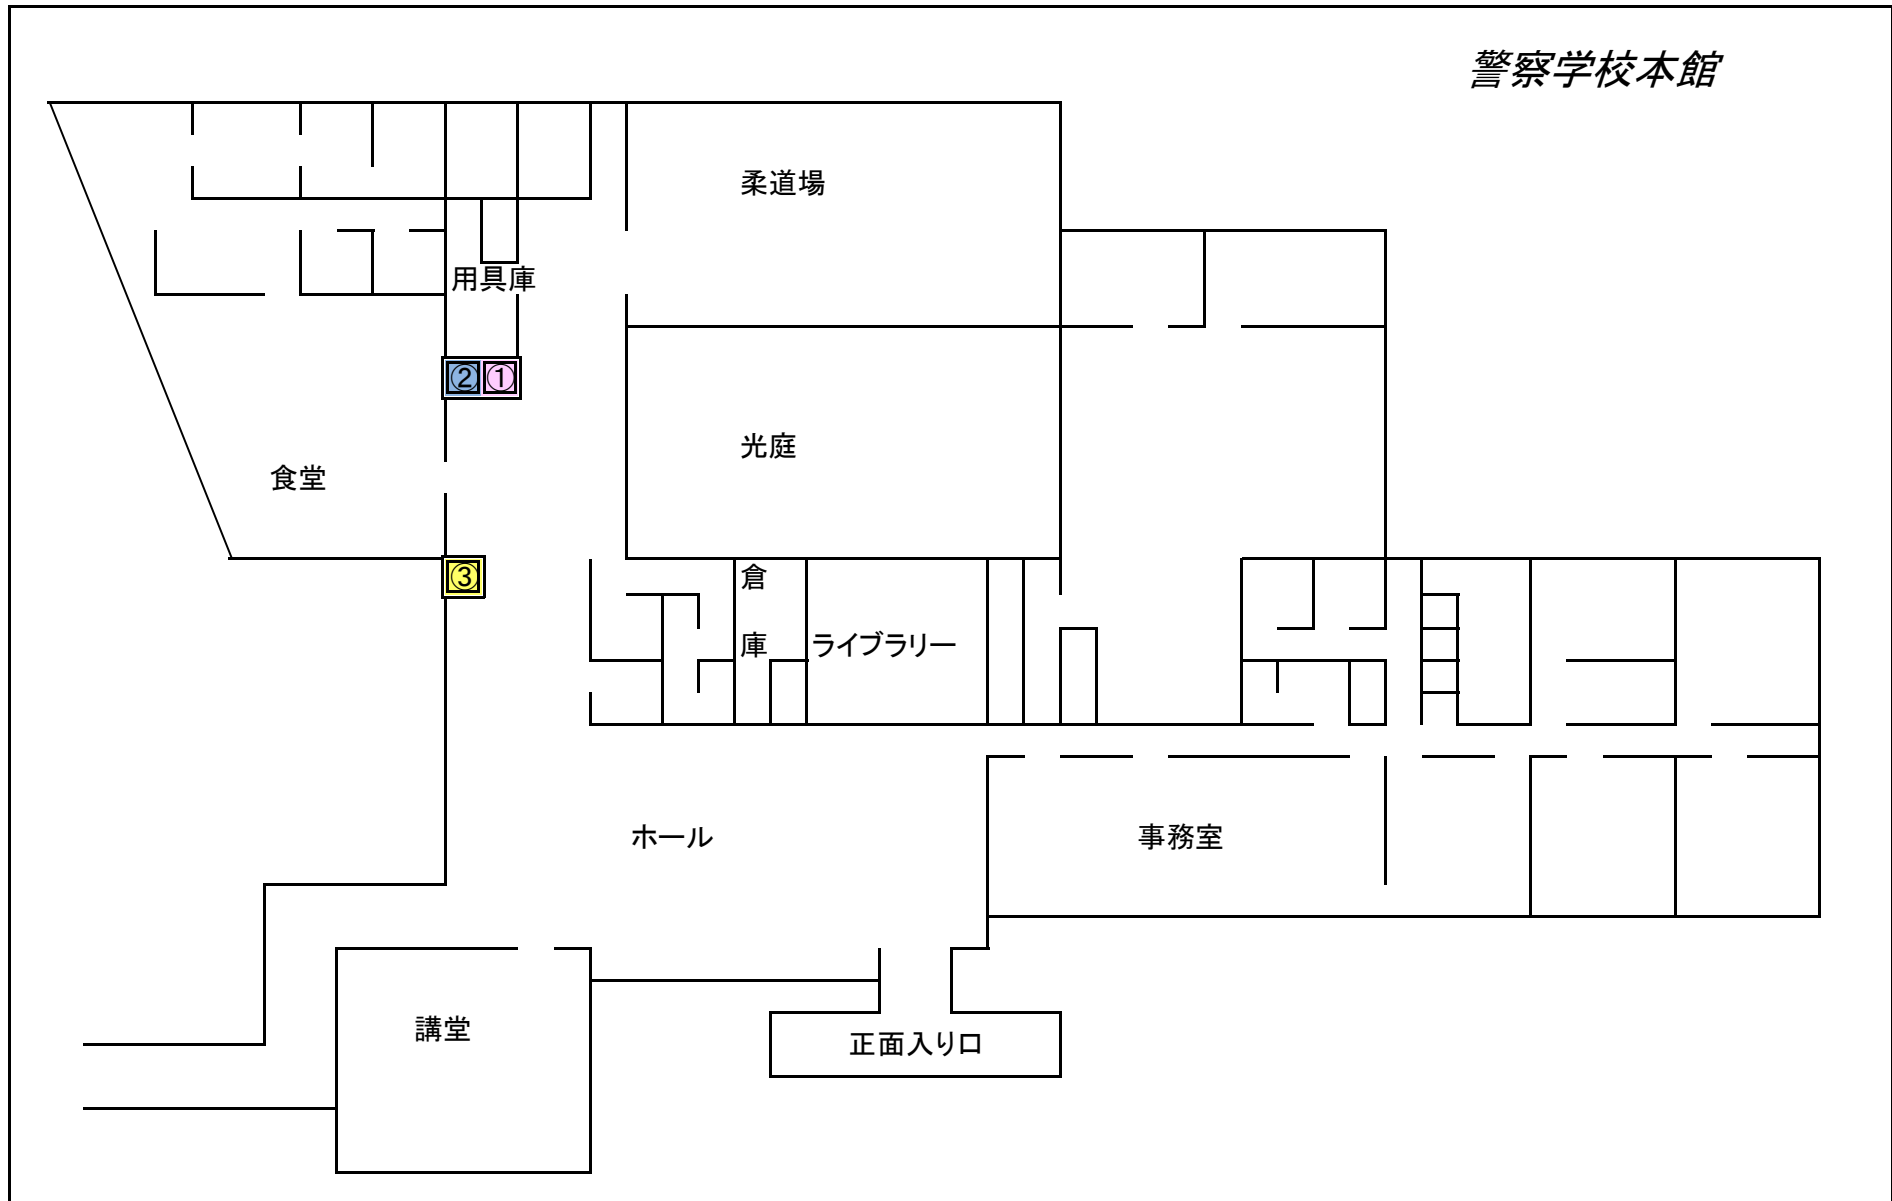 警察学校本館
柔道場
用具庫
② ①
光庭
食堂
③
倉
庫
ライブラリー
ホール
事務室
講堂
正面入り口